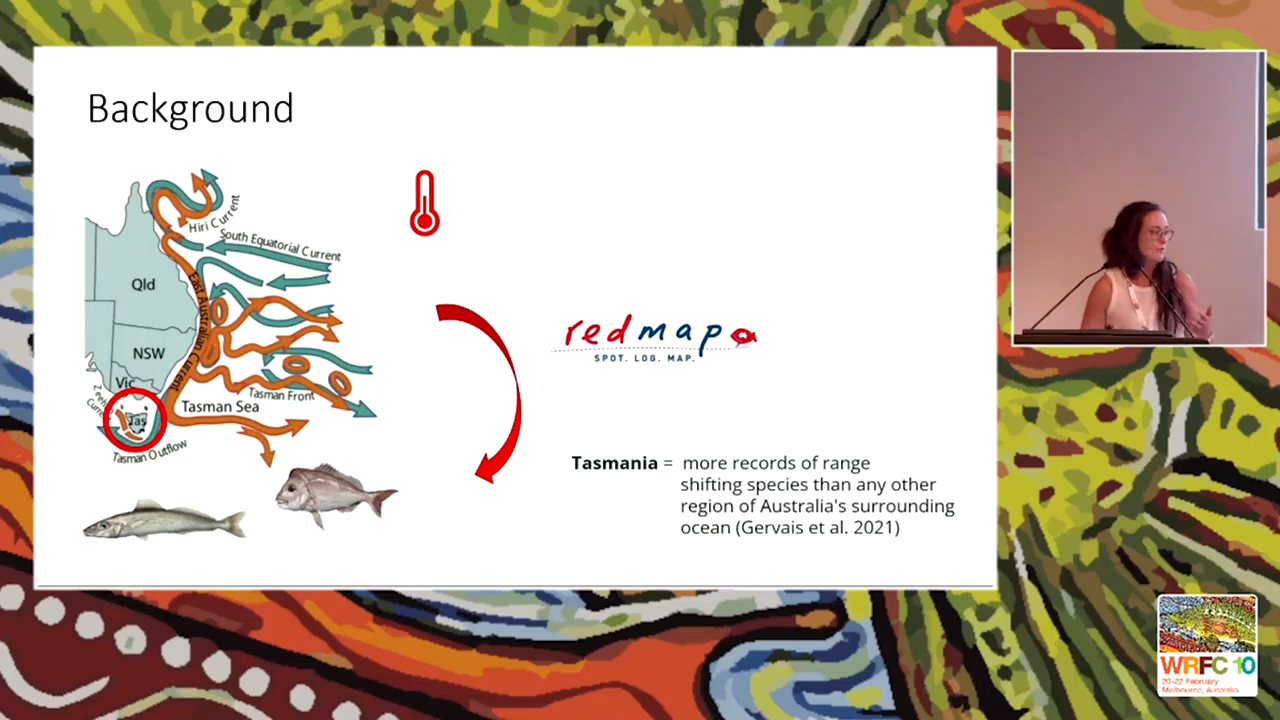 Background
Hiri Current
South Equatorial Current
Qld
East Australian Current
NSW
Vic
Tasman Front
Tasman Sea
Tas
Tasman Outflow
redmap
SPOT. LOG. MAP.
Tasmania = more records of range
shifting species than any other
region of Australia's surrounding
ocean (Gervais et al. 2021)
WRFC 10
20-22 February
Melbourne, Australia